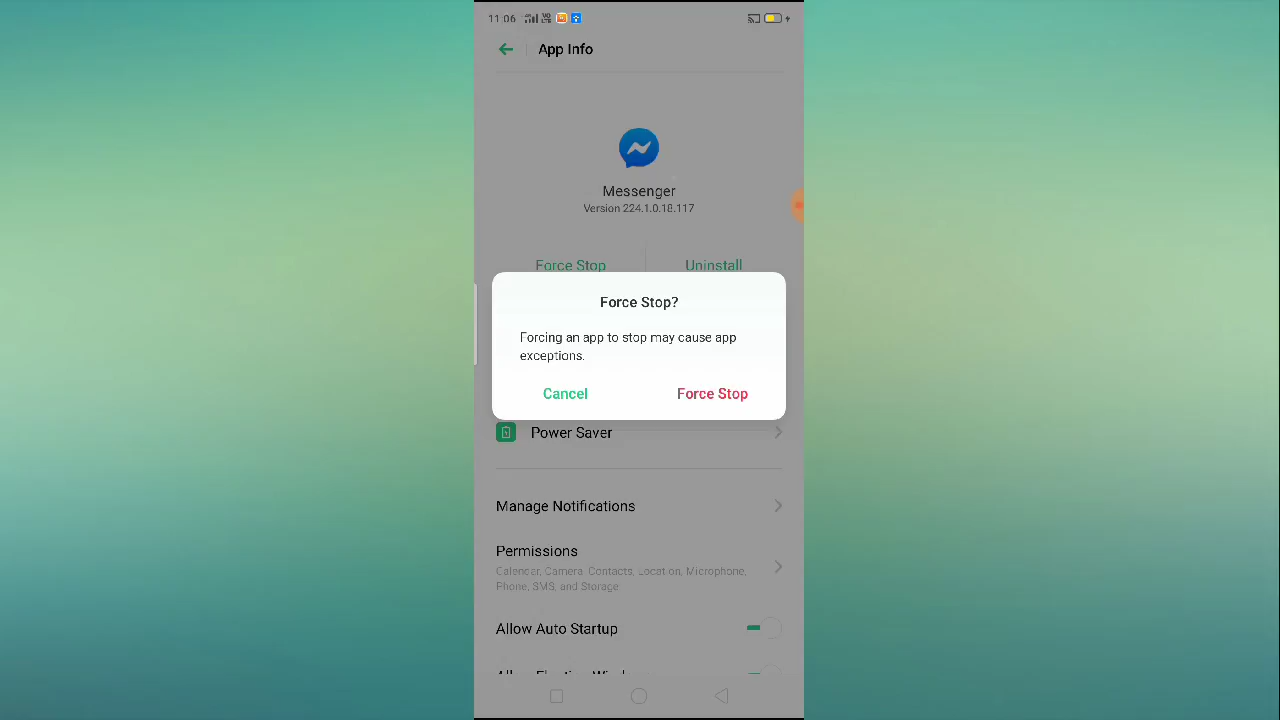 11:06
App Info
Messenger
Version 224.1.0.18.117
Force Stop
Uninstall
Force Stop?
Forcing an app to stop may cause app
exceptions.
Cancel
Force Stop
Power Saver
Manage Notifications
Permissions
Calendar, Camera, Contacts, Location, Microphone,
Phone, SMS, and Storage
Allow Auto Startup